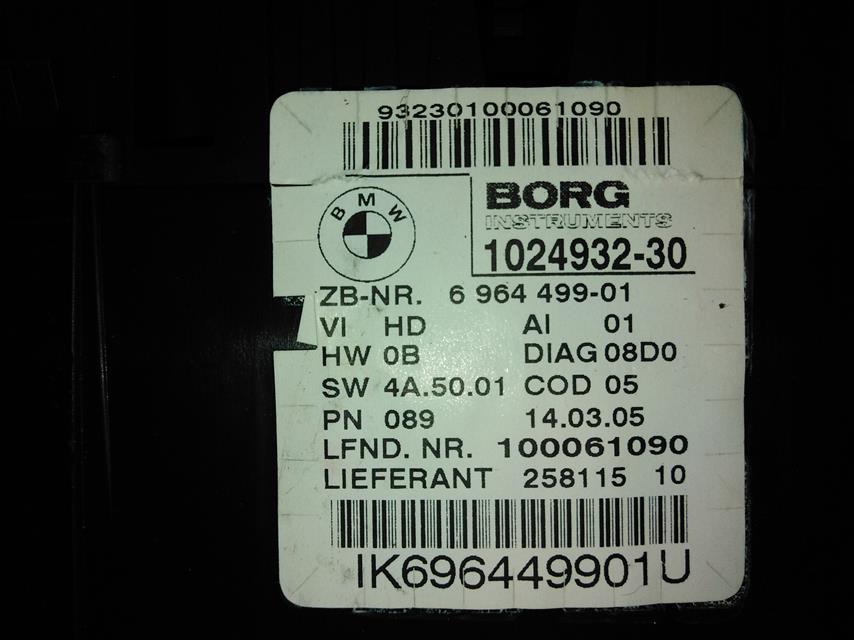 93230100061090
BMW
BORG
INSTRUMENTS
1024932-30
ZB-NR. 6 964 499-01
VI HD AI 01
HW 0B DIAG 08D0
SW 4A.50.01 COD 05
PN 089 14.03.05
LFND. NR. 100061090
LIEFERANT 258115 10
IK696449901U